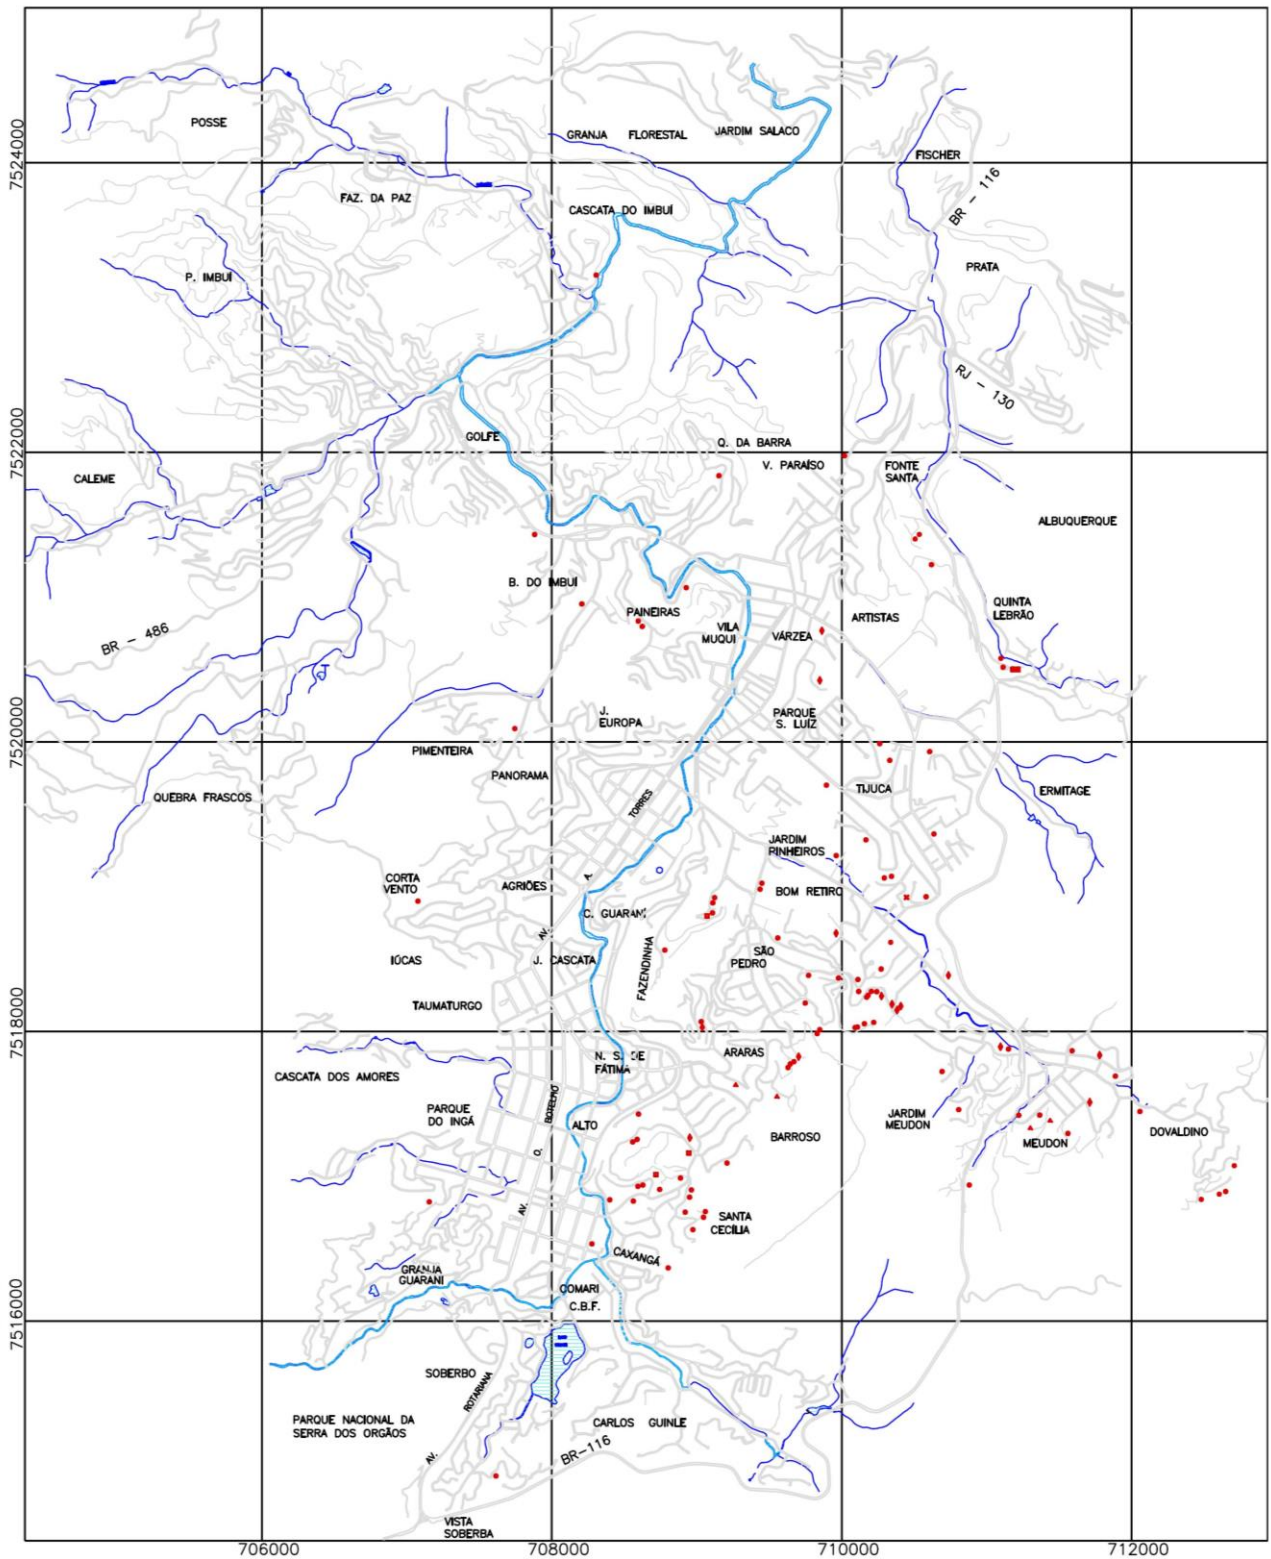 POSSE
GRANJA FLORESTAL
JARDIM SALACO
7524000
FISCHER
BR - 116
FAZ. DA PAZ
CASCATA DO IMBUÍ
P. IMBUÍ
PRATA
RJ - 130
GOLFE
Q. DA BARRA
7522000
V. PARAÍSO
FONTE
SANTA
CALEME
ALBUQUERQUE
B. DO IMBUÍ
PAINEIRAS
QUINTA
LEBRÃO
ARTISTAS
BR - 486
VILA
MUQUI
VÁRZEA
J.
EUROPA
PARQUE
S. LUIZ
7520000
PIMENTEIRA
PANORAMA
QUEBRA FRASCOS
TIJUCA
ERMITAGE
TORRES
JARDIM
PINHEIROS
CORTA
VENTO
AGRIÕES
A.
BOM RETIRO
C. GUARANÍ
AV.
FAZENDINHA
SÃO
PEDRO
IÚCAS
J. CASCATA
TAUMATURGO
7518000
ARARAS
N. S. DE
FÁTIMA
CASCATA DOS AMORES
PARQUE
DO INGÁ
BOTELHO
ALTO
BARROSO
JARDIM
MEUDON
MEUDON
DOVALDINO
O.
AV.
SANTA
CECÍLIA
CAXANGÁ
GRANJA
GUARANI
COMARI
C.B.F.
7516000
SOBERBO
ROTARIANA
PARQUE NACIONAL DA
SERRA DOS ORGÃOS
CARLOS GUINLE
AV.
BR-116
VISTA
SOBERBA
706000
708000
710000
712000